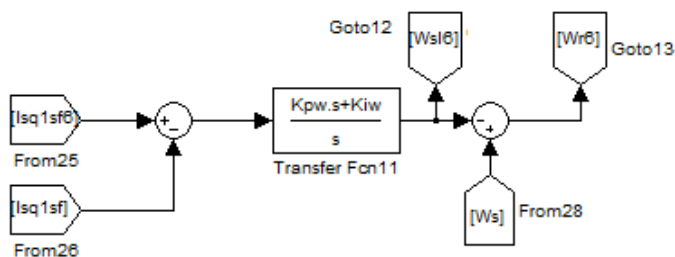 Goto12
[Wsl6]
[Wr6]
Goto13
[Isq1sf6]
+
−
Kpw.s+Kiw
s
−
+
From25
Transfer Fcn11
[Isq1sf]
[Ws]
From28
From26